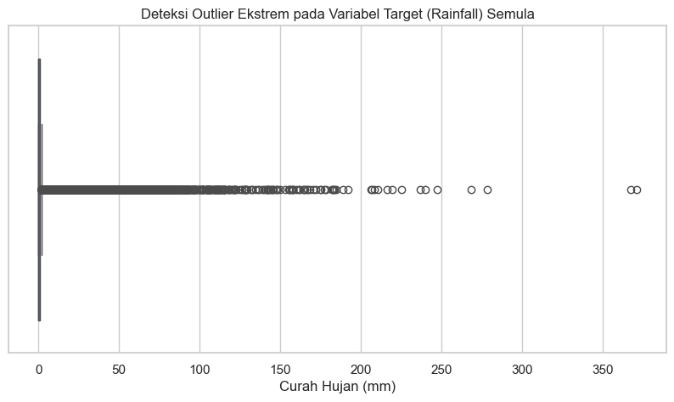 Deteksi Outlier Ekstrem pada Variabel Target (Rainfall) Semula
0 50 100 150 200 250 300 350
Curah Hujan (mm)